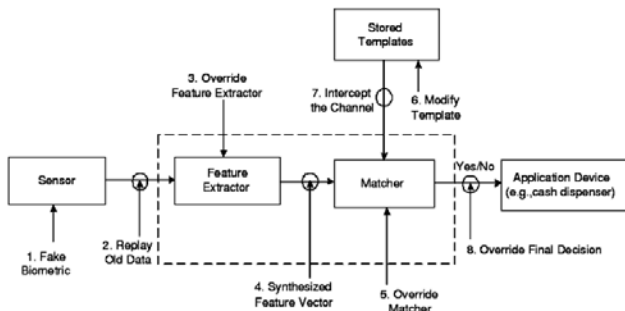 Stored
Templates
3. Override
Feature Extractor
7. Intercept
the Channel
6. Modify
Template
Sensor
Feature
Extractor
Matcher
Yes/No
Application Device
(e.g.,cash dispenser)
1. Fake
Biometric
2. Replay
Old Data
4. Synthesized
Feature Vector
5. Override
Matcher
8. Override Final Decision